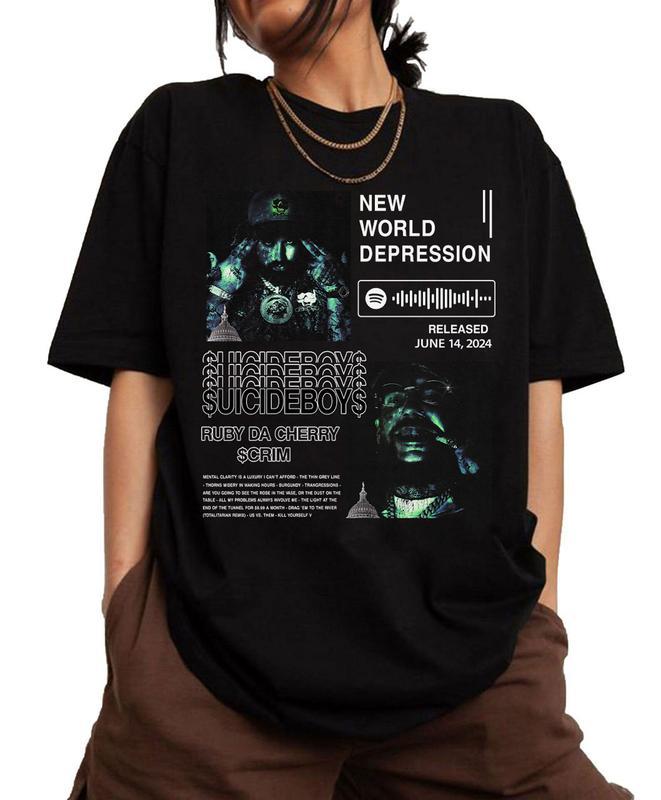 NEW
WORLD
DEPRESSION
RELEASED
JUNE 14, 2024
$UICIDEBOY$
$UICIDEBOY$
$UICIDEBOY$
$UICIDEBOY$
RUBY DA CHERRY
$CRIM
MENTAL CLARITY IS A LUXURY I CAN'T AFFORD - THE THIN GREY LINE
- THORNS MISERY IN WAKING HOURS - BURGUNDY - TRANGRESSIONS -
ARE YOU GOING TO SEE THE ROSE IN THE VASE, OR THE DUST ON THE
TABLE - ALL MY PROBLEMS ALWAYS INVOLVE ME - THE LIGHT AT THE
END OF THE TUNNEL FOR $9.99 A MONTH - DRAG 'EM TO THE RIVER
(TOTALITARIAN REMIX) - US VS. THEM - KILL YOURSELF V